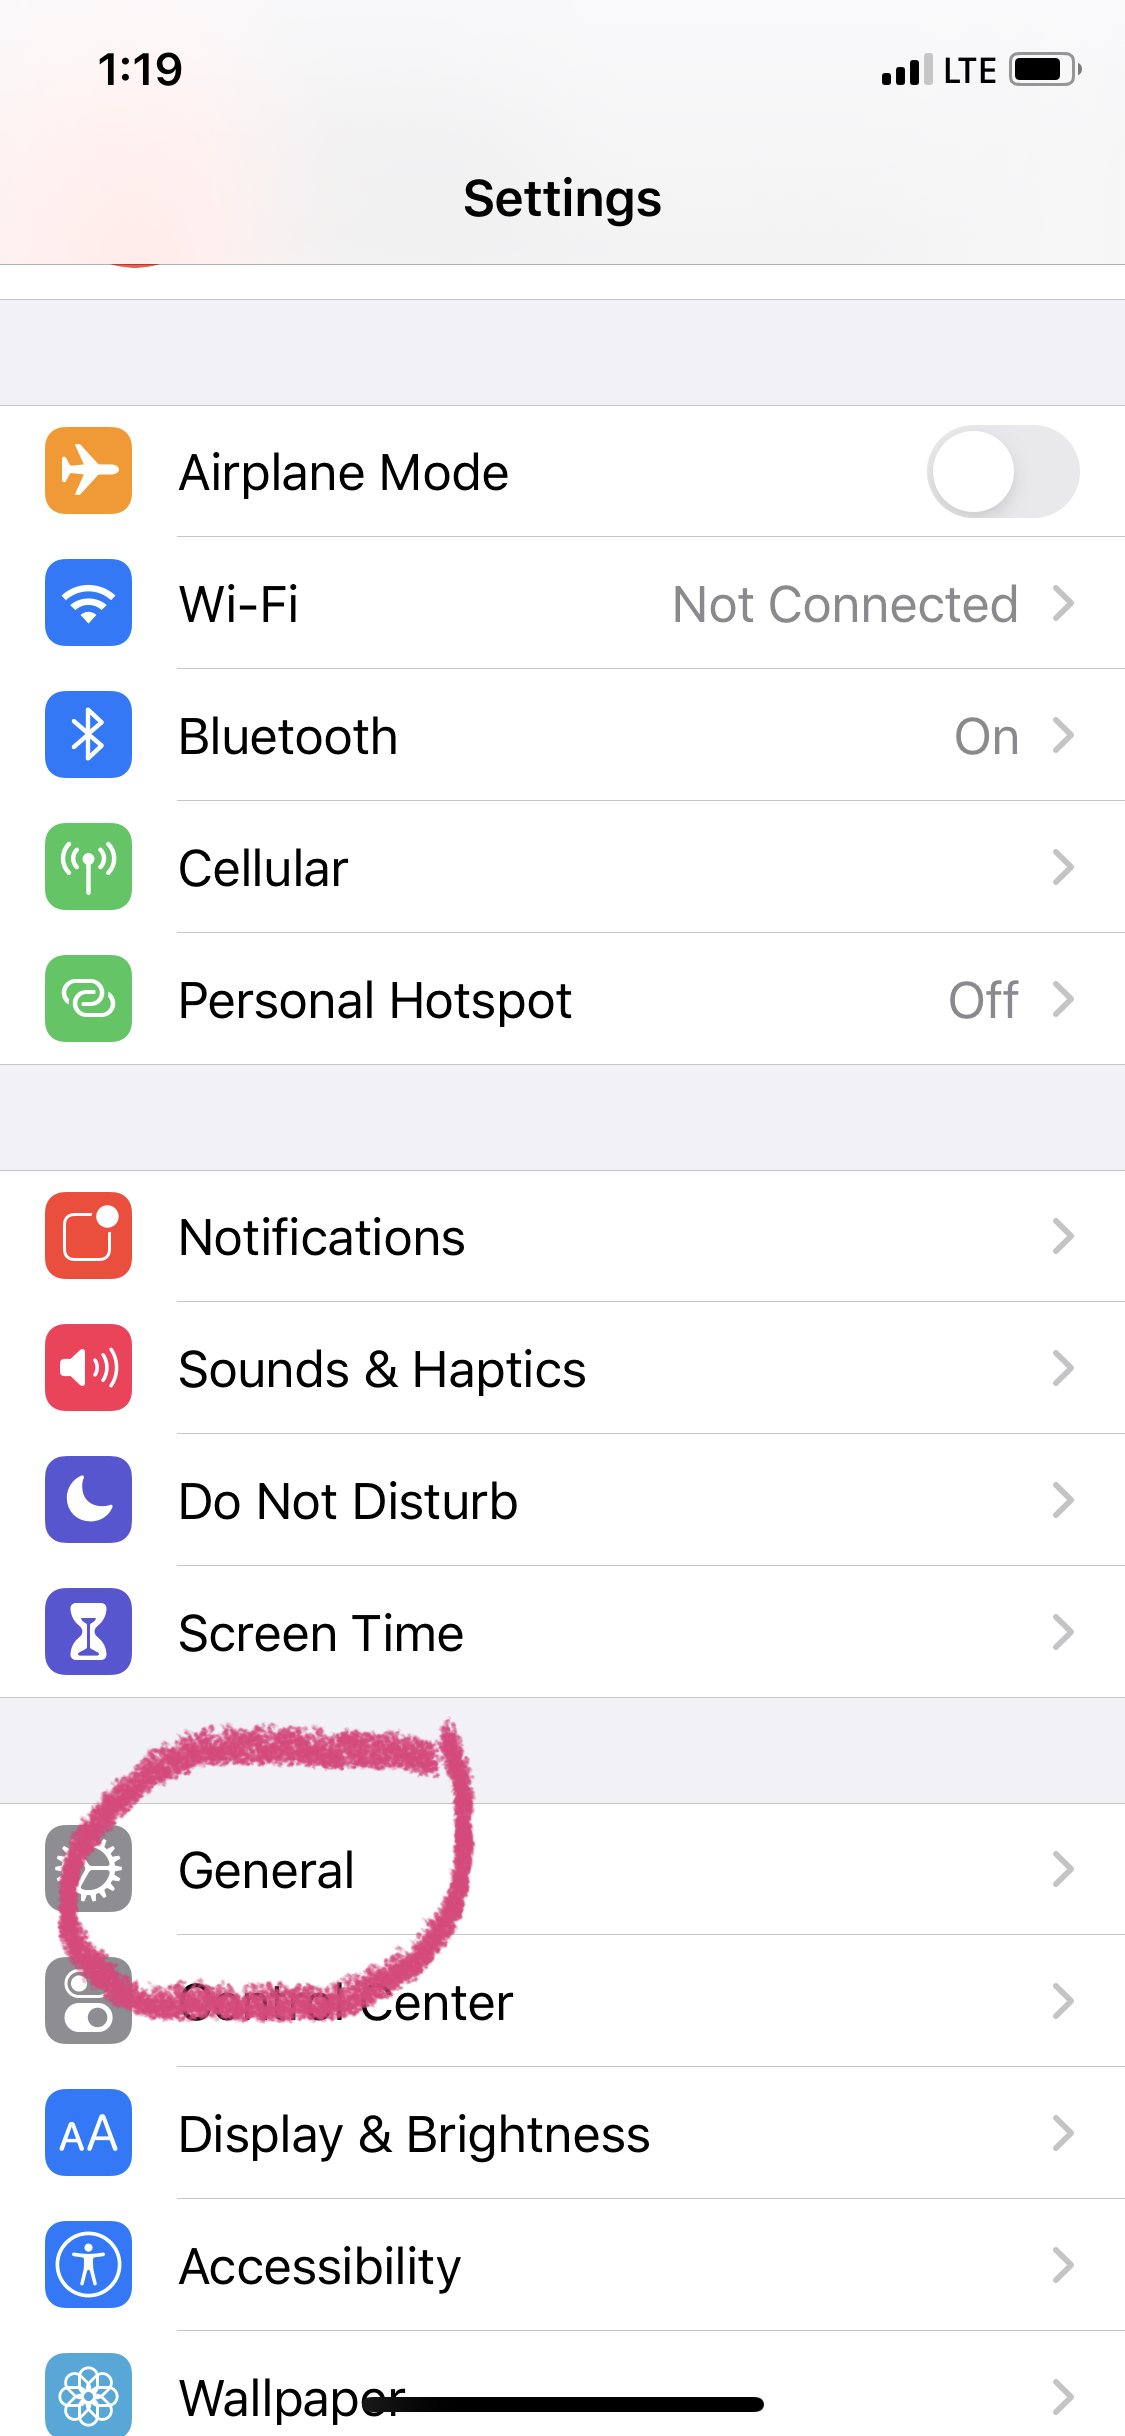 1:19 LTE
Settings
Airplane Mode
Wi-Fi Not Connected
Bluetooth On
Cellular
Personal Hotspot Off
Notifications
Sounds & Haptics
Do Not Disturb
Screen Time
General
Control Center
AA Display & Brightness
Accessibility
Wallpaper